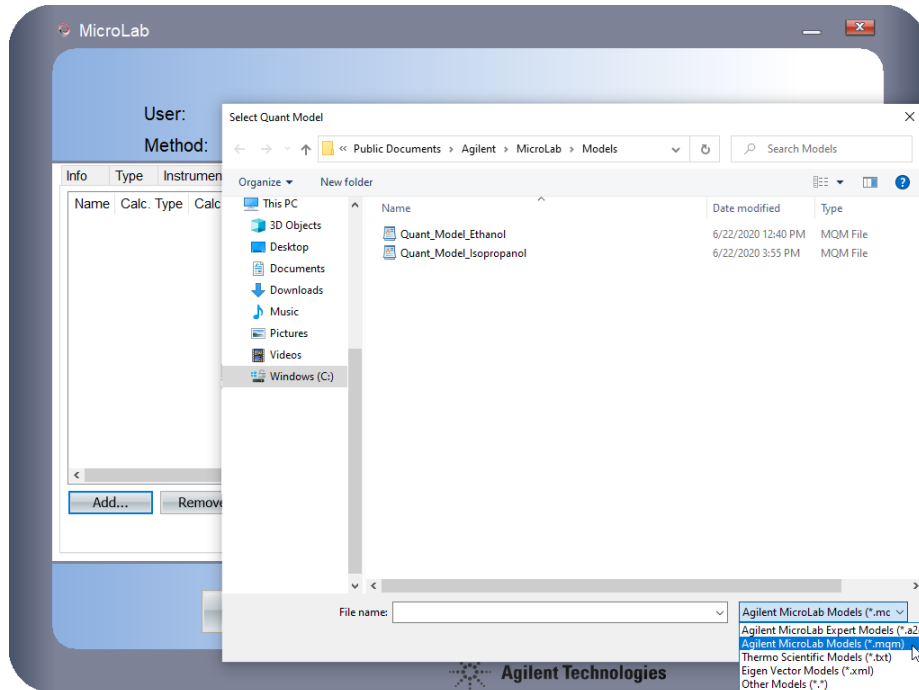 MicroLab
User:
Method:
Select Quant Model
« Public Documents > Agilent > MicroLab > Models
Search Models
Info Type Instrumen
Organize New folder
Name Calc. Type Calc
This PC
3D Objects
Desktop
Documents
Downloads
Music
Pictures
Videos
Windows (C:)
Name Date modified Type
Quant_Model_Ethanol 6/22/2020 12:40 PM MQM File
Quant_Model_Isopropanol 6/22/2020 3:55 PM MQM File
Add... Remove
File name:
Agilent MicroLab Models (*.mc
Agilent MicroLab Expert Models (*.a2
Agilent MicroLab Models (*.mqm)
Thermo Scientific Models (*.txt)
Eigen Vector Models (*.xml)
Other Models (*.*)
Agilent Technologies